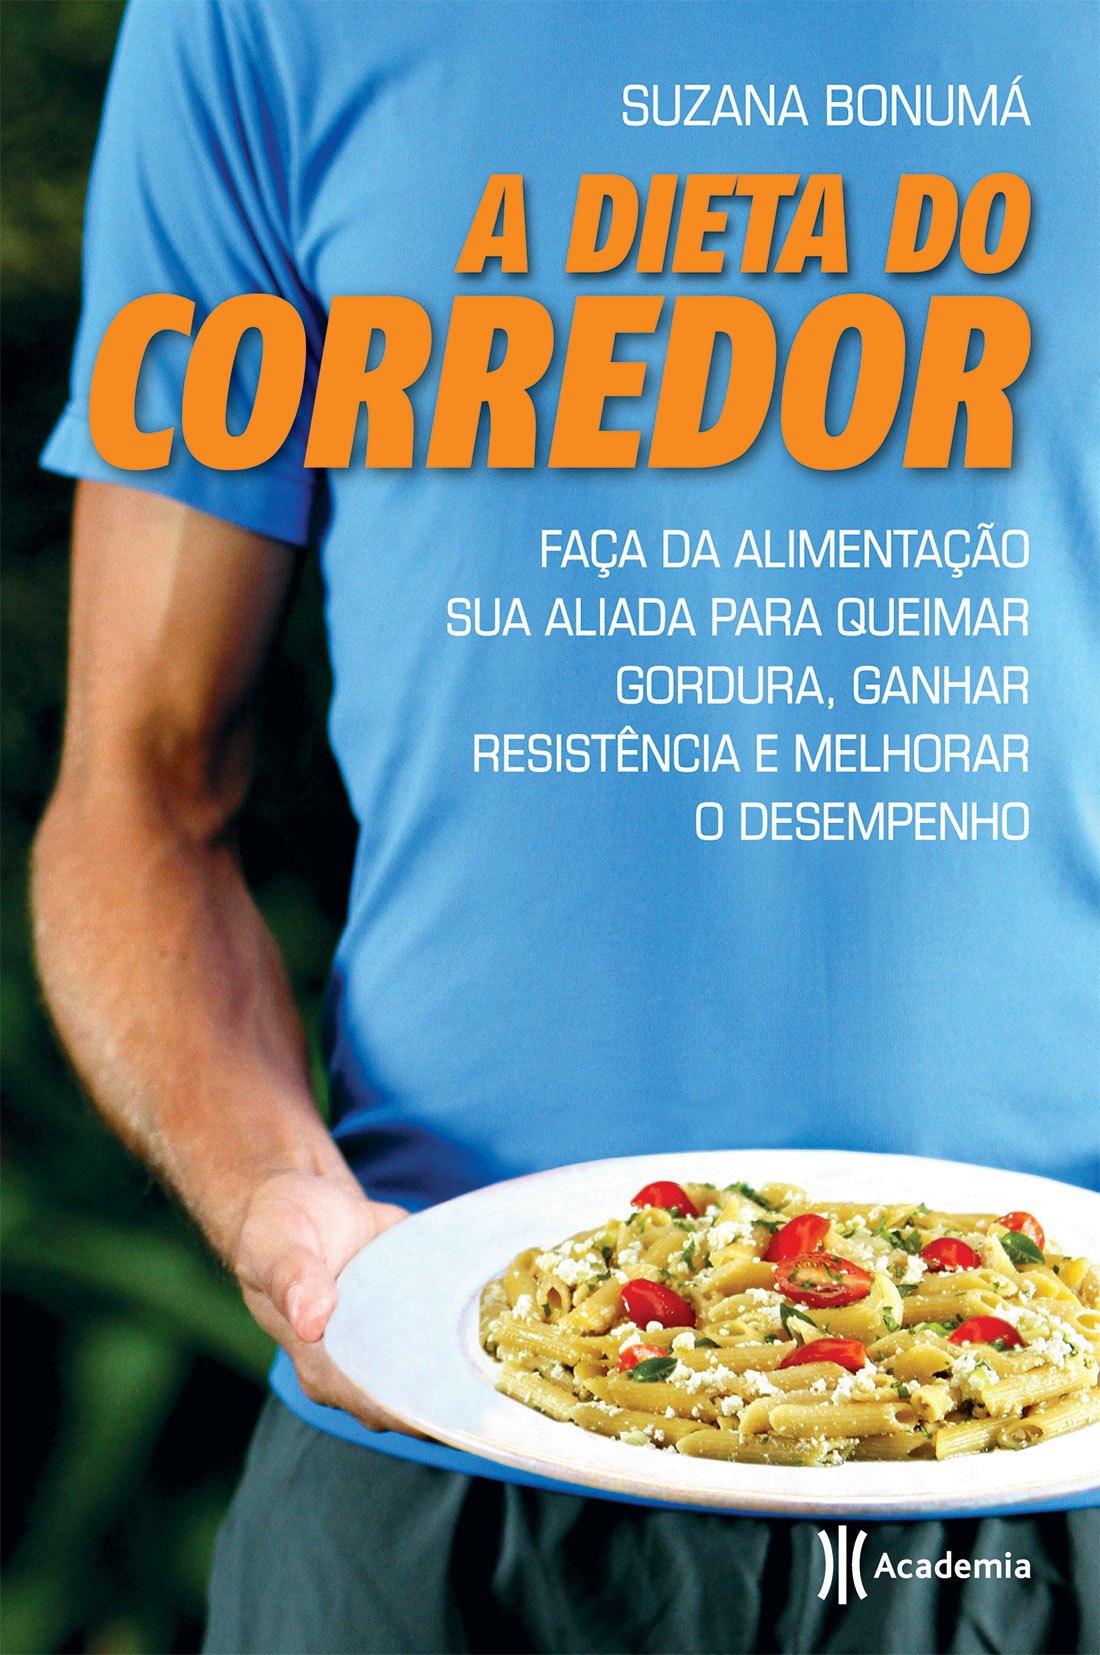 SUZANA BONUMÁ
A DIETA DO
CORREDOR
FAÇA DA ALIMENTAÇÃO
SUA ALIADA PARA QUEIMAR
GORDURA, GANHAR
RESISTÊNCIA E MELHORAR
O DESEMPENHO
Academia